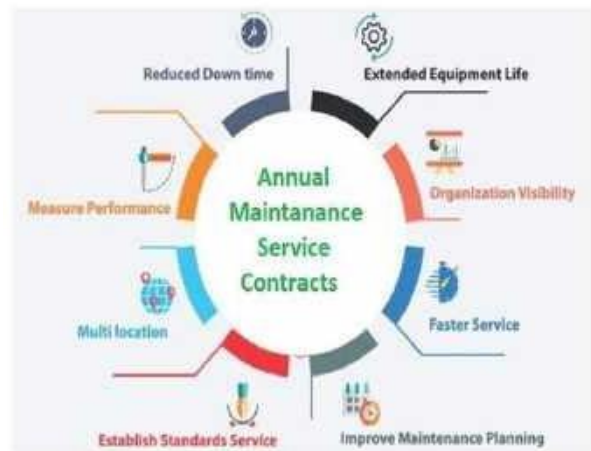 Reduced Down time
Extended Equipment Life
Annual
Maintanance
Service
Contracts
Organization Visibility
Measure Performance
Multi location
Faster Service
Establish Standards Service
Improve Maintenance Planning